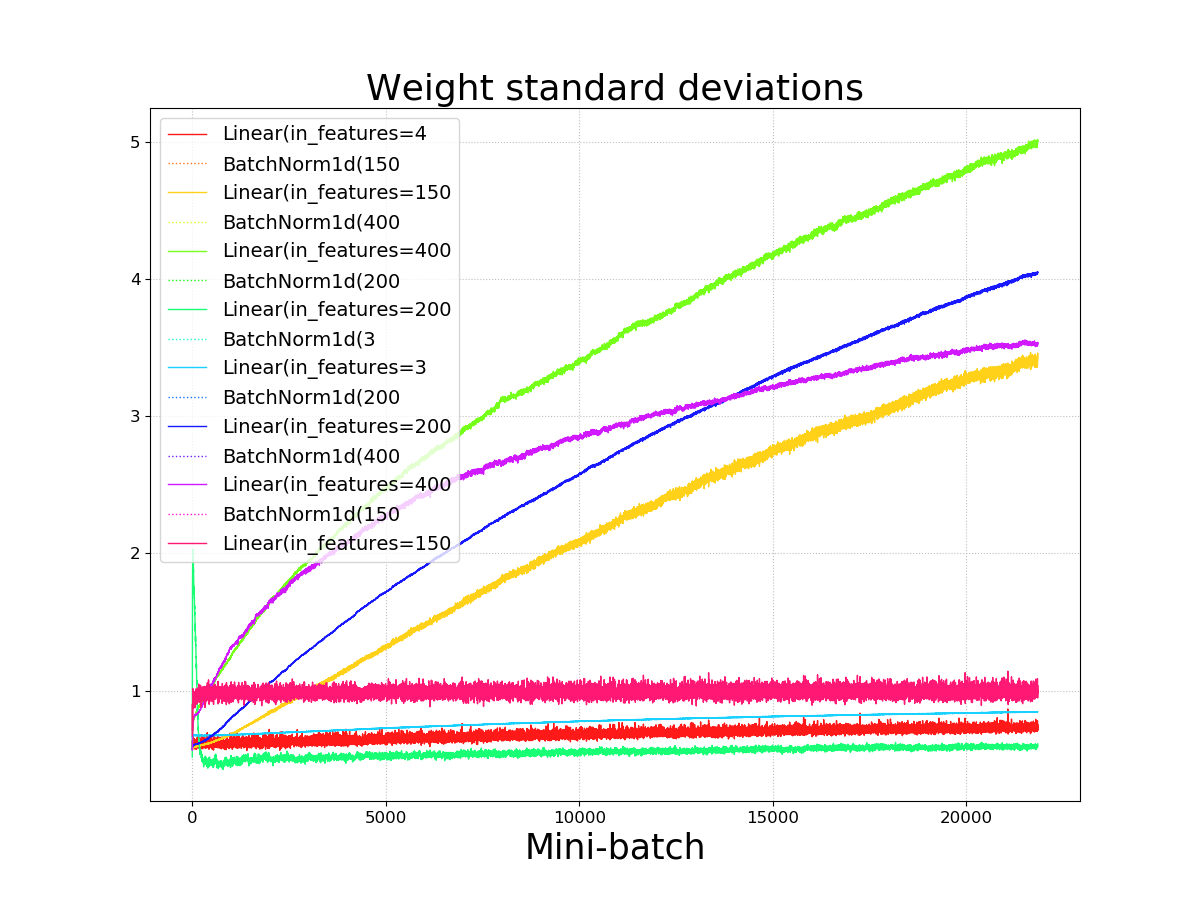 Weight standard deviations
Linear(in_features=4
BatchNorm1d(150
Linear(in_features=150
BatchNorm1d(400
Linear(in_features=400
BatchNorm1d(200
Linear(in_features=200
BatchNorm1d(3
Linear(in_features=3
BatchNorm1d(200
Linear(in_features=200
BatchNorm1d(400
Linear(in_features=400
BatchNorm1d(150
Linear(in_features=150
5
4
3
2
1
0 5000 10000 15000 20000
Mini-batch